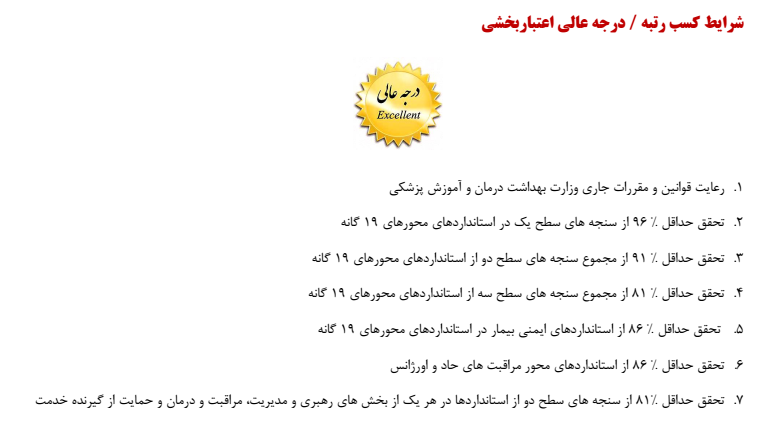 شرایط کسب رتبه / درجه عالی اعتباربخشی
درجه عالی
Excellent
۱. رعایت قوانین و مقررات جاری وزارت بهداشت درمان و آموزش پزشکی
۲. تحقق حداقل ٪ ۹۶ از سنجه های سطح یک در استانداردهای محورهای ۱۹ گانه
۳. تحقق حداقل ٪ ۹۱ از مجموع سنجه های سطح دو از استانداردهای محورهای ۱۹ گانه
۴. تحقق حداقل ٪ ۸۱ از مجموع سنجه های سطح سه از استانداردهای محورهای ۱۹ گانه
۵. تحقق حداقل ٪ ۸۶ از استانداردهای ایمنی بیمار در استانداردهای محورهای ۱۹ گانه
۶. تحقق حداقل ٪ ۸۶ از استانداردهای محور مراقبت های حاد و اورژانس
۷. تحقق حداقل ٪۸۱ از سنجه های سطح دو از استانداردها در هر یک از بخش های رهبری و مدیریت، مراقبت و درمان و حمایت از گیرنده خدمت